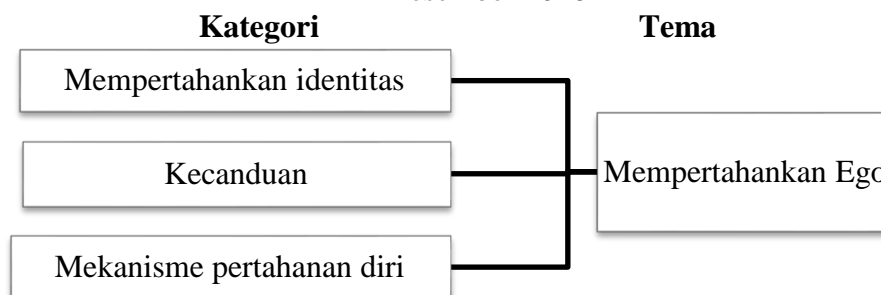 Kategori Tema
Mempertahankan identitas
Kecanduan
Mempertahankan Ego
Mekanisme pertahanan diri